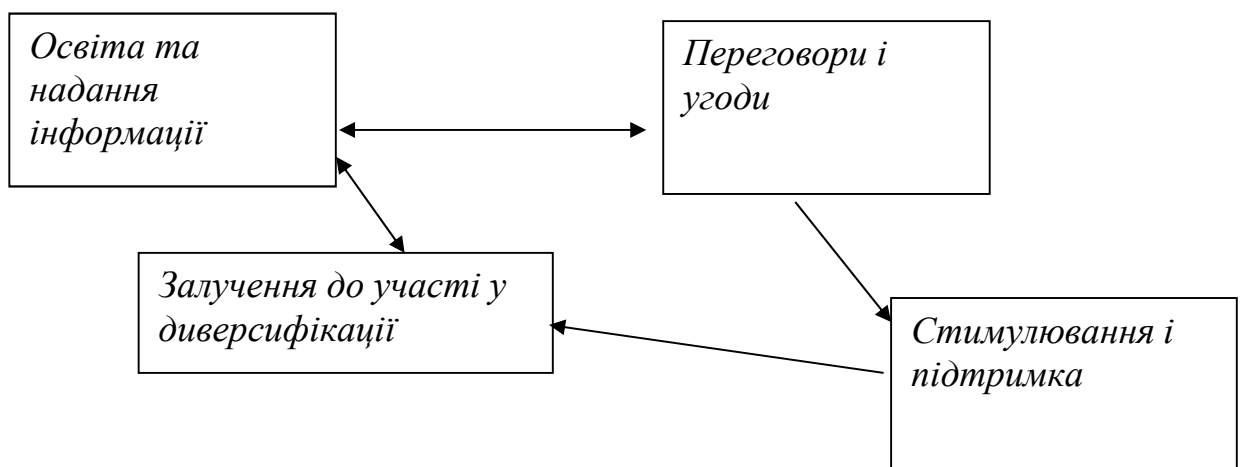 Освіта та
надання
інформації
Переговори і
угоди
Залучення до участі у
диверсифікації
Стимулювання і
підтримка